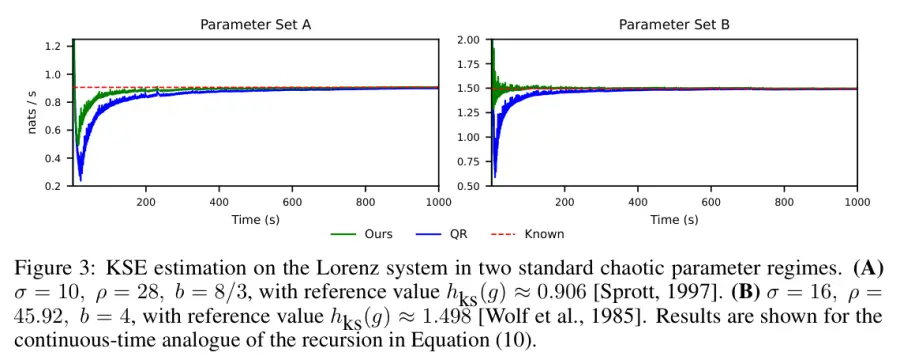 Parameter Set A
Parameter Set B
nats / s
1.2
1.0
0.8
0.6
0.4
0.2
200 400 600 800 1000
Time (s)
2.00
1.75
1.50
1.25
1.00
0.75
0.50
200 400 600 800 1000
Time (s)
Ours QR Known
Figure 3: KSE estimation on the Lorenz system in two standard chaotic parameter regimes. (A)
σ = 10, ρ = 28, b = 8/3, with reference value h_ks(g) ≈ 0.906 [Sprott, 1997]. (B) σ = 16, ρ =
45.92, b = 4, with reference value h_ks(g) ≈ 1.498 [Wolf et al., 1985]. Results are shown for the
continuous-time analogue of the recursion in Equation (10).